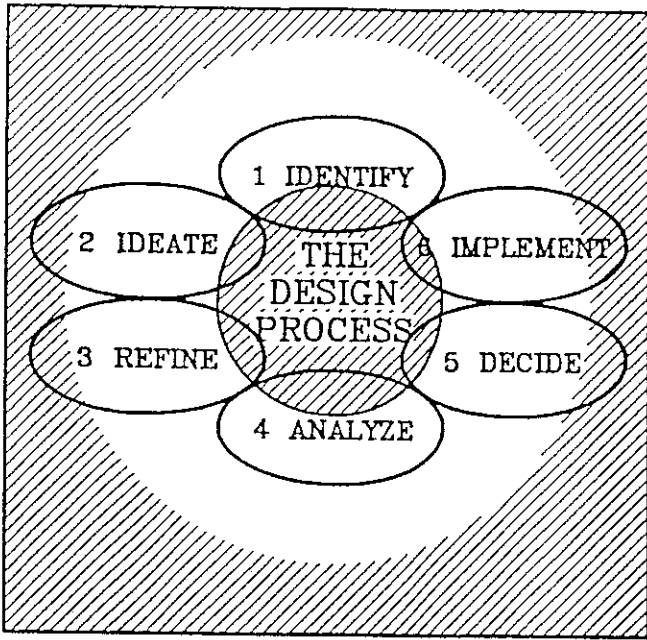 1 IDENTIFY
2 IDEATE
6 IMPLEMENT
THE
DESIGN
PROCESS
3 REFINE
5 DECIDE
4 ANALYZE